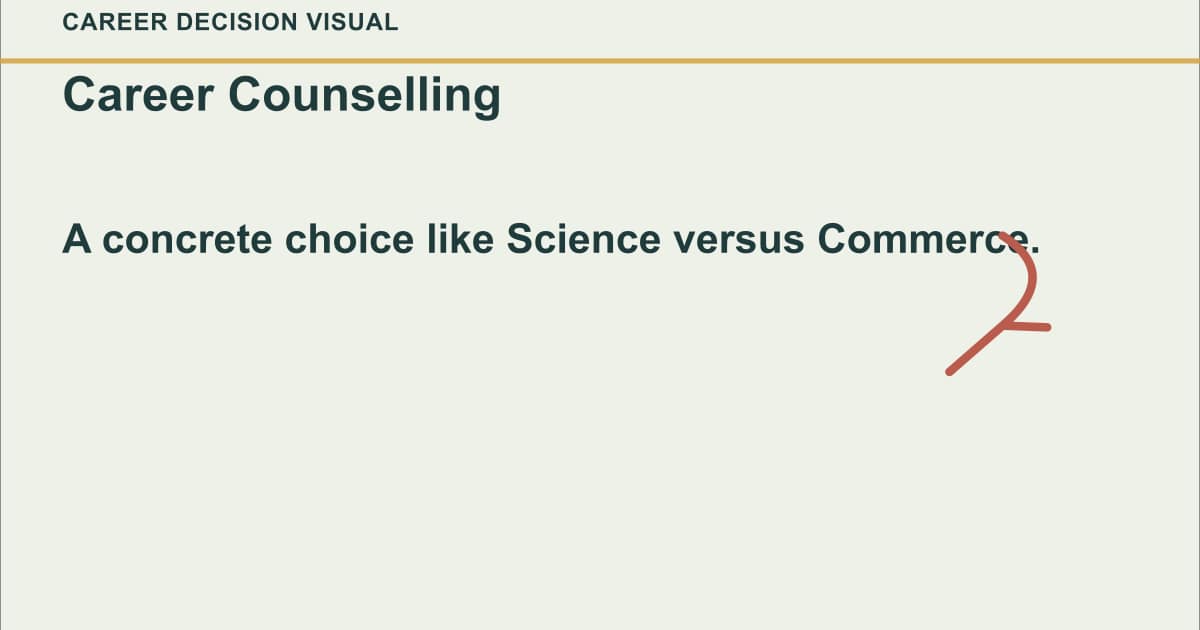 CAREER DECISION VISUAL
Career Counselling
A concrete choice like Science versus Commerce.